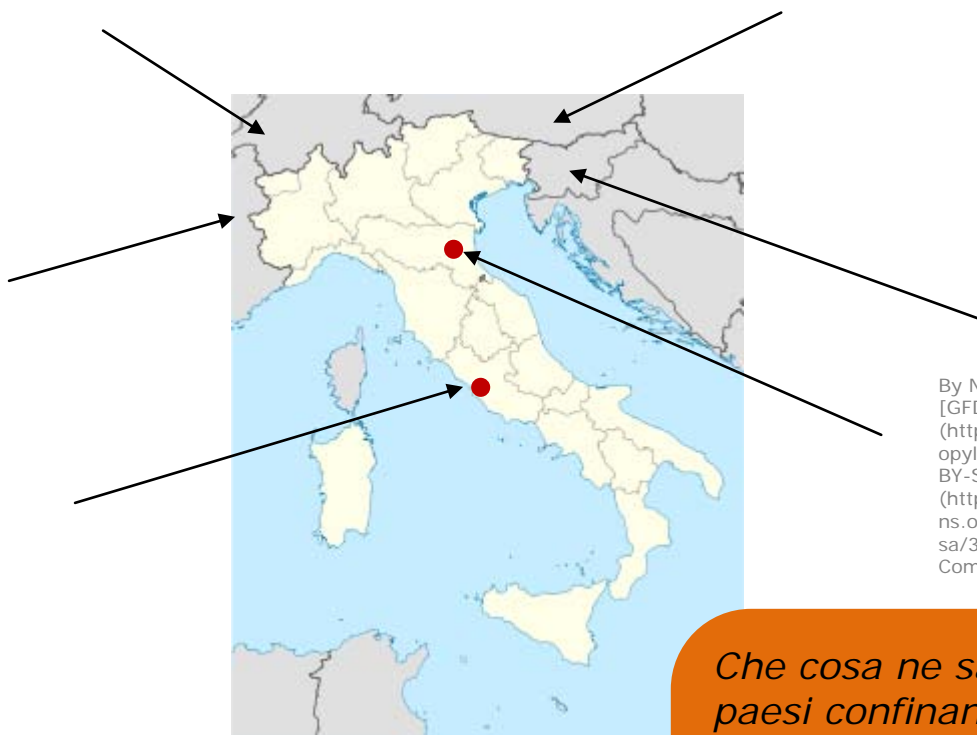 By
[GFD
(http
opyl
BY-S
(http
ns.o
sa/3
Com
Che cosa ne sa
paesi confinan